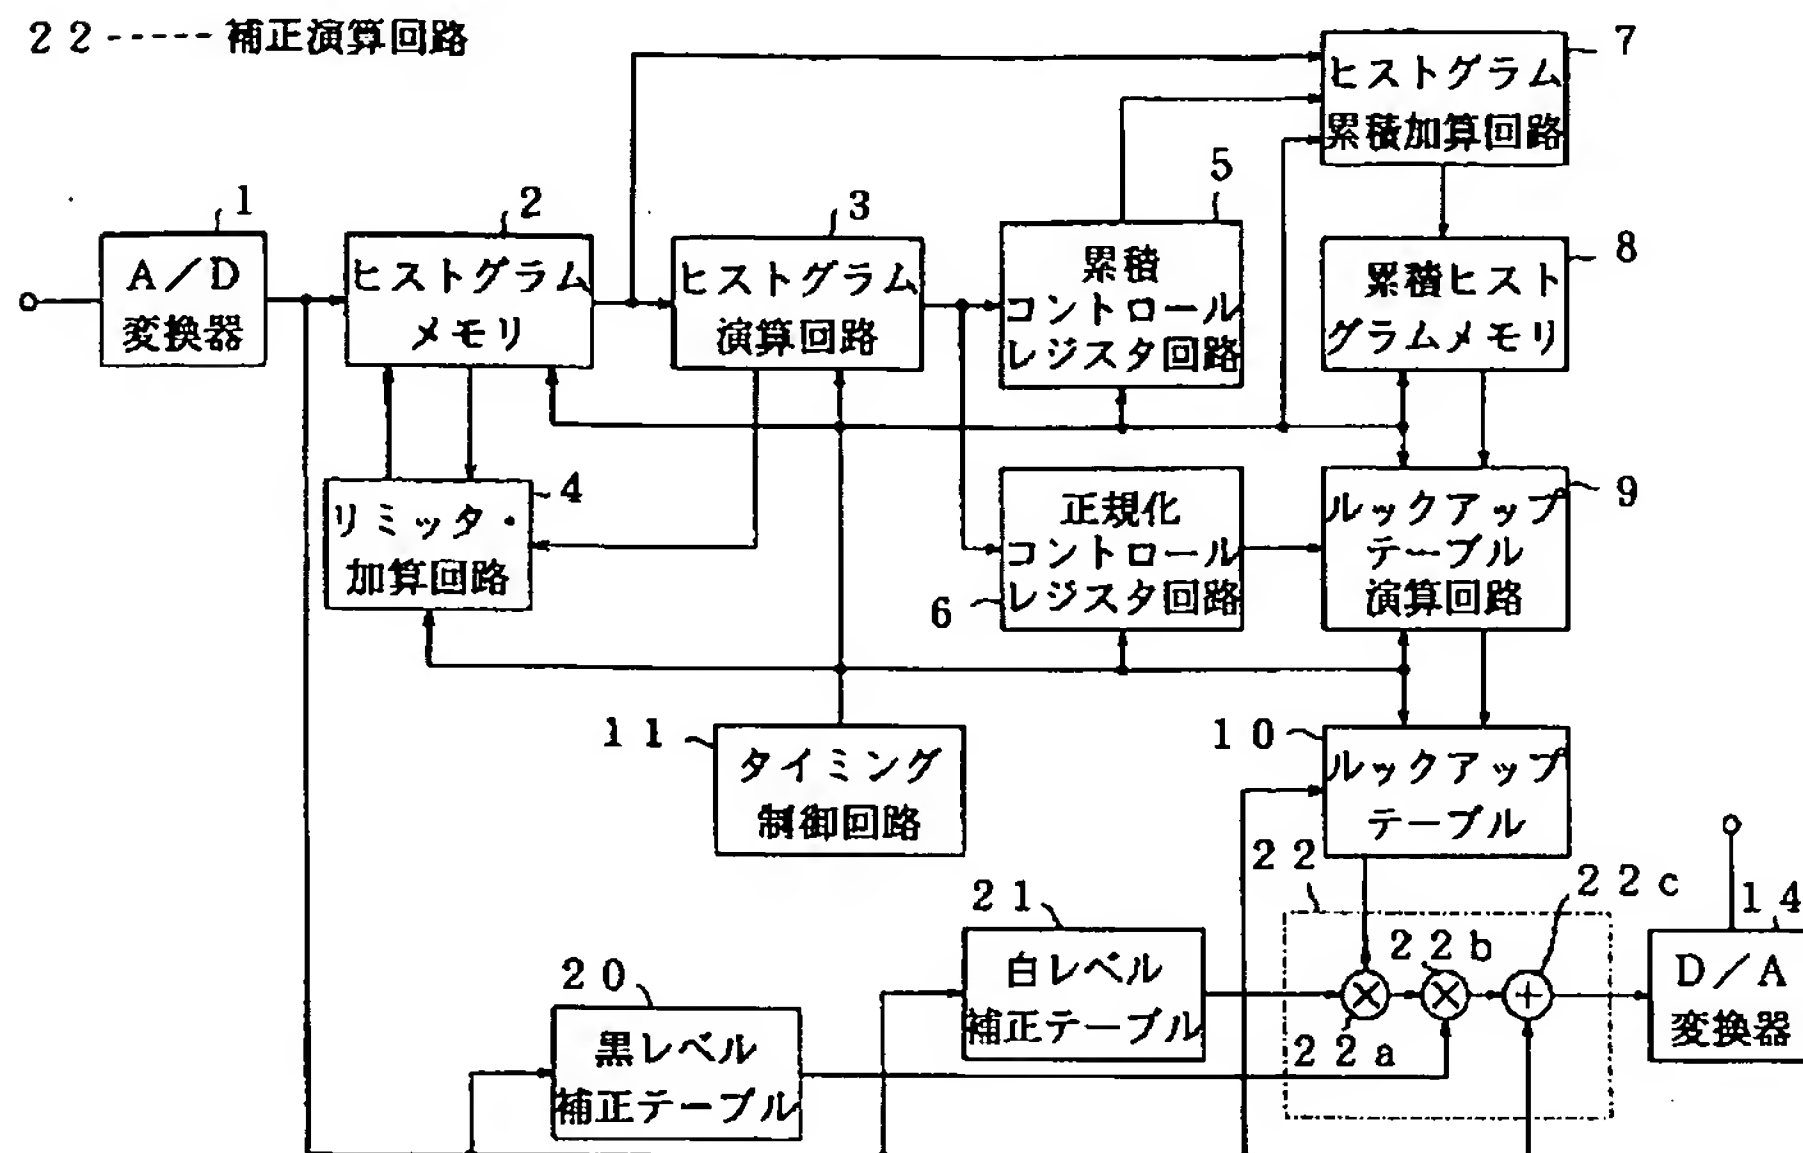 22-----補正演算回路
7
ヒストグラム
累積加算回路
5
1
2
3
8
A/D
変換器
ヒストグラム
メモリ
ヒストグラム
演算回路
累積
コントロール
レジスタ回路
累積ヒスト
グラムメモリ
4
リミッタ・
加算回路
6
正規化
コントロール
レジスタ回路
9
ルックアップ
テーブル
演算回路
11
タイミング
制御回路
10
ルックアップ
テーブル
22
22c
14
21
白レベル
補正テーブル
22b
22a
D/A
変換器
20
黒レベル
補正テーブル